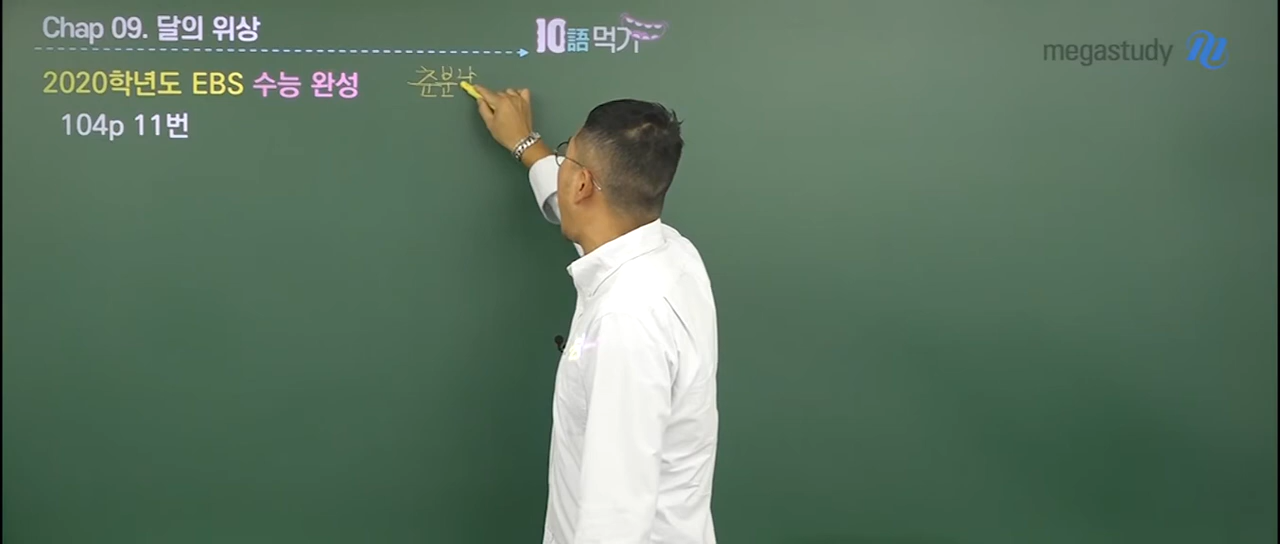 Chap 09. 달의 위상
10語먹기
megastudy
2020학년도 EBS 수능 완성
춘분날
104p 11번